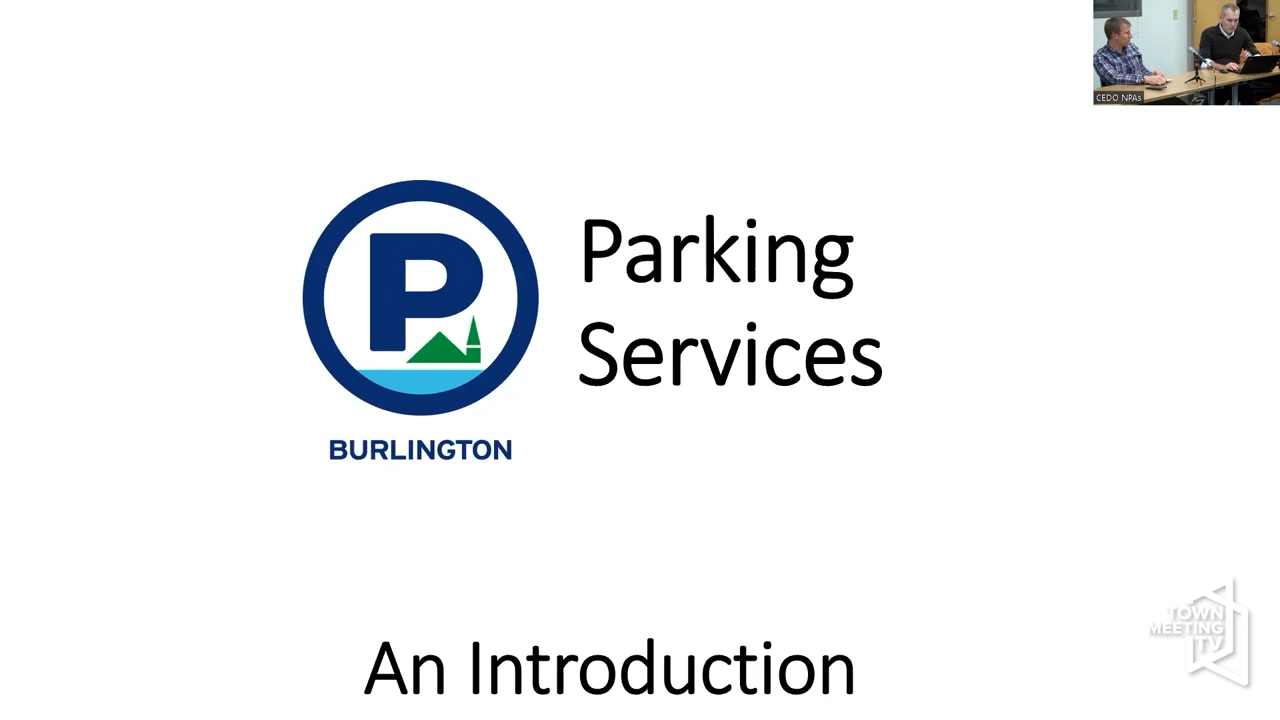 CEDO NPAs
P
Parking
Services
BURLINGTON
TOWN
MEETING
TV
An Introduction